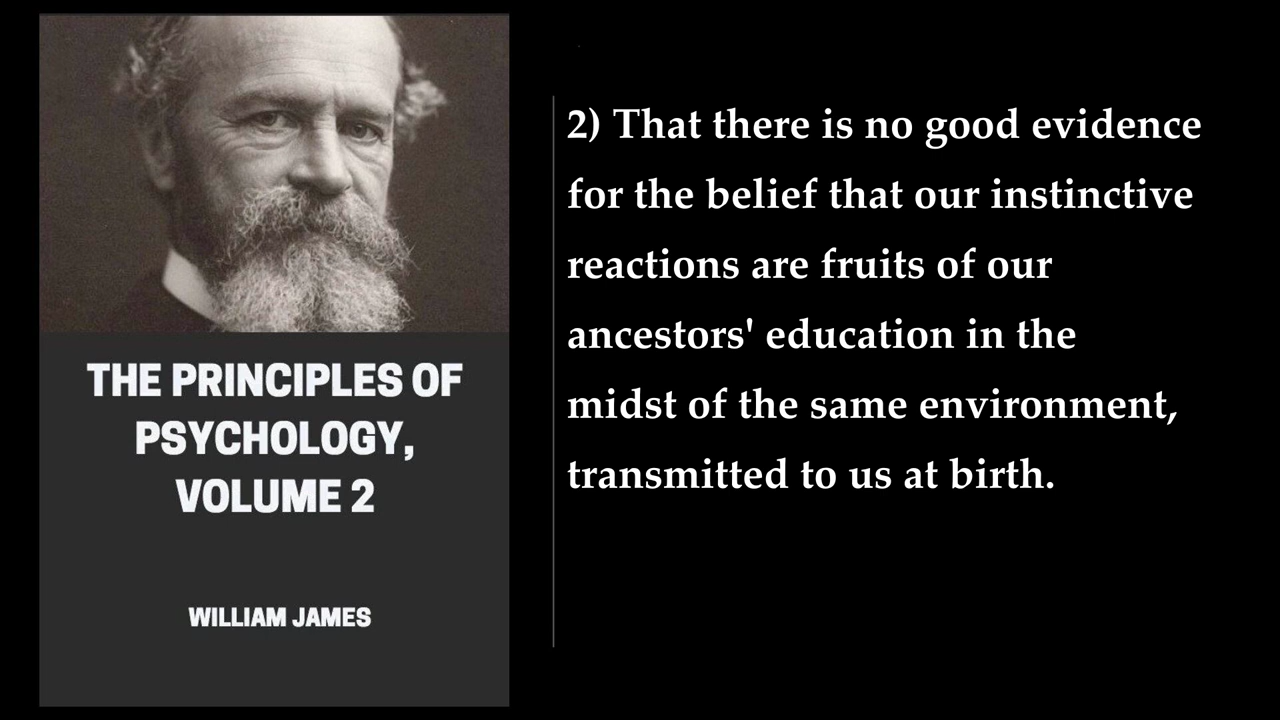 THE PRINCIPLES OF
PSYCHOLOGY,
VOLUME 2
WILLIAM JAMES
2) That there is no good evidence
for the belief that our instinctive
reactions are fruits of our
ancestors' education in the
midst of the same environment,
transmitted to us at birth.